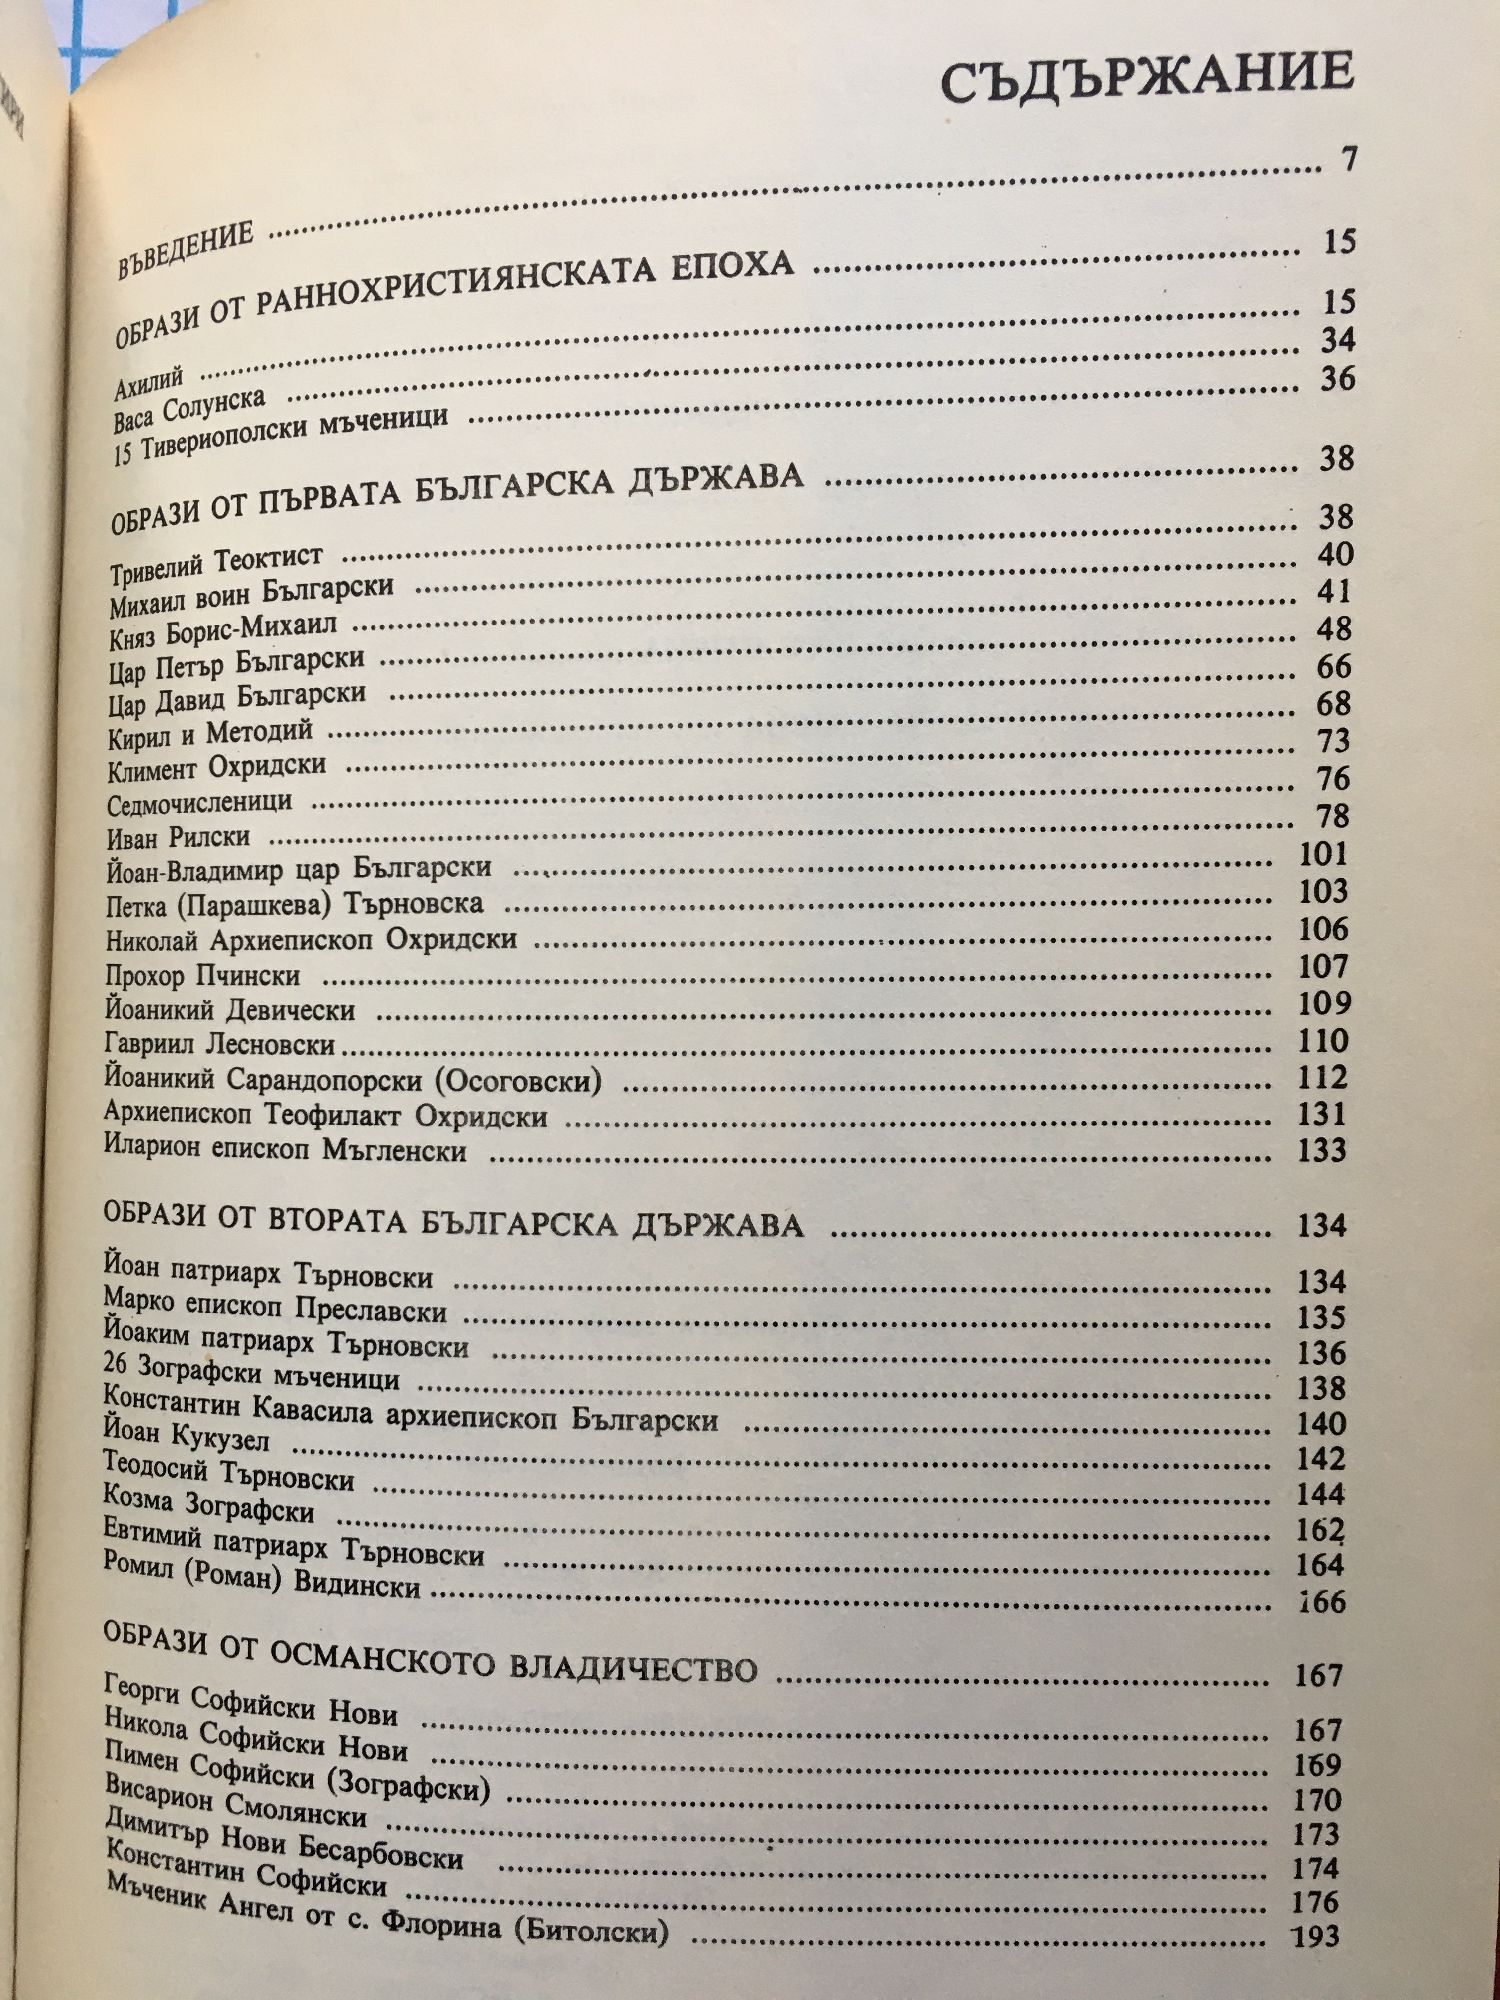 СЪДЪРЖАНИЕ
ВЪВЕДЕНИЕ ........ 7
ОБРАЗИ ОТ РАННОХРИСТИЯНСКАТА ЕПОХА ........ 15
Ахилий ........ 15
Васа Солунска ........ 34
15 Тивериополски мъченици ........ 36
ОБРАЗИ ОТ ПЪРВАТА БЪЛГАРСКА ДЪРЖАВА ........ 38
Тривелий Теоктист ........ 38
Михаил воин Български ........ 40
Княз Борис-Михаил ........ 41
Цар Петър Български ........ 48
Цар Давид Български ........ 66
Кирил и Методий ........ 68
Климент Охридски ........ 73
Седмочисленици ........ 76
Иван Рилски ........ 78
Йоан-Владимир цар Български ........ 101
Петка (Парашкева) Търновска ........ 103
Николай Архиепископ Охридски ........ 106
Прохор Пчински ........ 107
Йоаникий Девически ........ 109
Гавриил Лесновски ........ 110
Йоаникий Сарандопорски (Осоговски) ........ 112
Архиепископ Теофилакт Охридски ........ 131
Иларион епископ Мъгленски ........ 133
ОБРАЗИ ОТ ВТОРАТА БЪЛГАРСКА ДЪРЖАВА ........ 134
Йоан патриарх Търновски ........ 134
Марко епископ Преславски ........ 135
Йоаким патриарх Търновски ........ 136
26 Зографски мъченици ........ 138
Константин Кавасила архиепископ Български ........ 140
Йоан Кукузел ........ 142
Теодосий Търновски ........ 144
Козма Зографски ........ 162
Евтимий патриарх Търновски ........ 164
Ромил (Роман) Видински ........ 166
ОБРАЗИ ОТ ОСМАНСКОТО ВЛАДИЧЕСТВО ........ 167
Георги Софийски Нови ........ 167
Никола Софийски Нови ........ 169
Пимен Софийски (Зографски) ........ 170
Висарион Смолянски ........ 173
Димитър Нови Бесарбовски ........ 174
Константин Софийски ........ 176
Мъченик Ангел от с. Флорина (Битолски) ........ 193